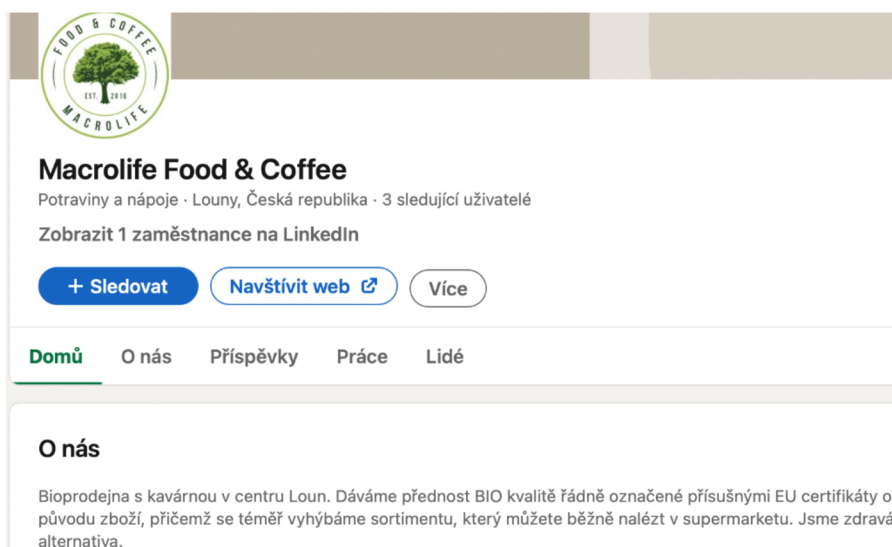 FOOD & COFFEE
EST. 2016
MACROLIFE
Macrolife Food & Coffee
Potraviny a nápoje · Louny, Česká republika · 3 sledující uživatelé
Zobrazit 1 zaměstnance na LinkedIn
+ Sledovat
Navštívit web
Více
Domů
O nás
Příspěvky
Práce
Lidé
O nás
Bioprodejna s kavárnou v centru Loun. Dáváme přednost BIO kvalitě řádně označené přísušnými EU certifikáty o
původu zboží, přičemž se téměř vyhýbáme sortimentu, který můžete běžně nalézt v supermarketu. Jsme zdravá
alternativa.